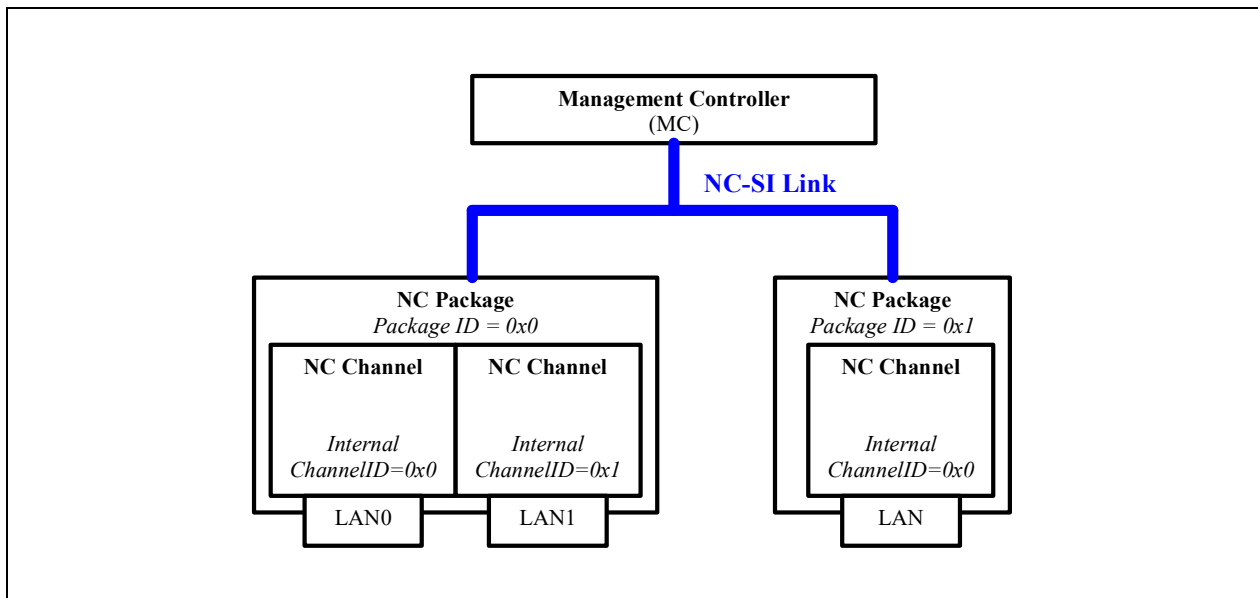 Management Controller
(MC)
NC-SI Link
NC Package
Package ID = 0x0
NC Channel
Internal
ChannelID=0x0
NC Channel
Internal
ChannelID=0x1
LAN0
LAN1
NC Package
Package ID = 0x1
NC Channel
Internal
ChannelID=0x0
LAN